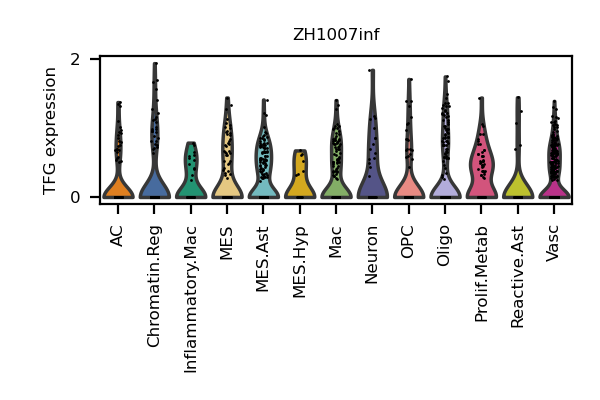 ZH1007inf
TFG expression
2
0
AC
Chromatin.Reg
Inflammatory.Mac
MES
MES.Ast
MES.Hyp
Mac
Neuron
OPC
Oligo
Prolif.Metab
Reactive.Ast
Vasc